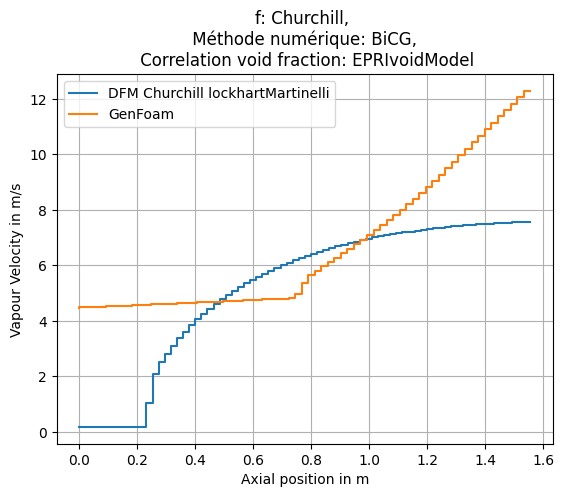 f: Churchill,
Méthode numérique: BiCG,
Correlation void fraction: EPRIvoidModel
DFM Churchill lockhartMartinelli
GenFoam
Vapour Velocity in m/s
12
10
8
6
4
2
0
0.0 0.2 0.4 0.6 0.8 1.0 1.2 1.4 1.6
Axial position in m